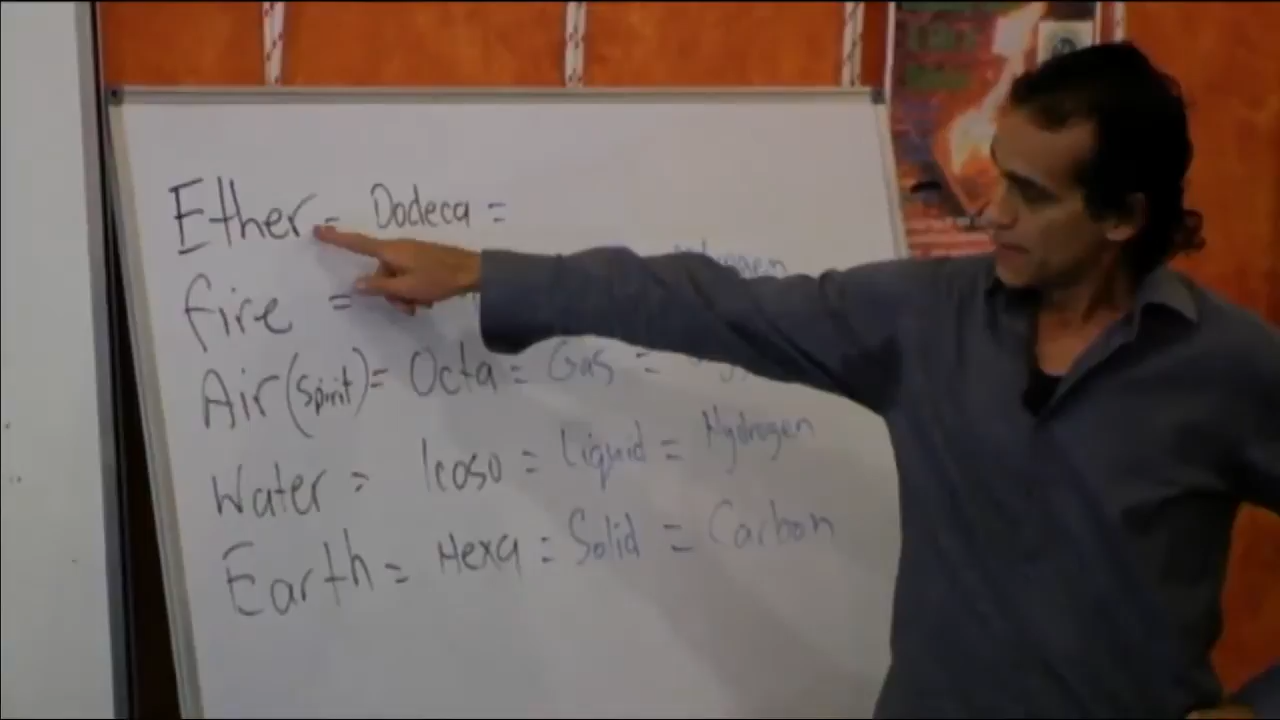 Ether = Dodeca =
fire =
Air (spirit) = Octa = Gas =
Water = Icoso = Liquid = Hydrogen
Earth = Hexa = Solid = Carbon